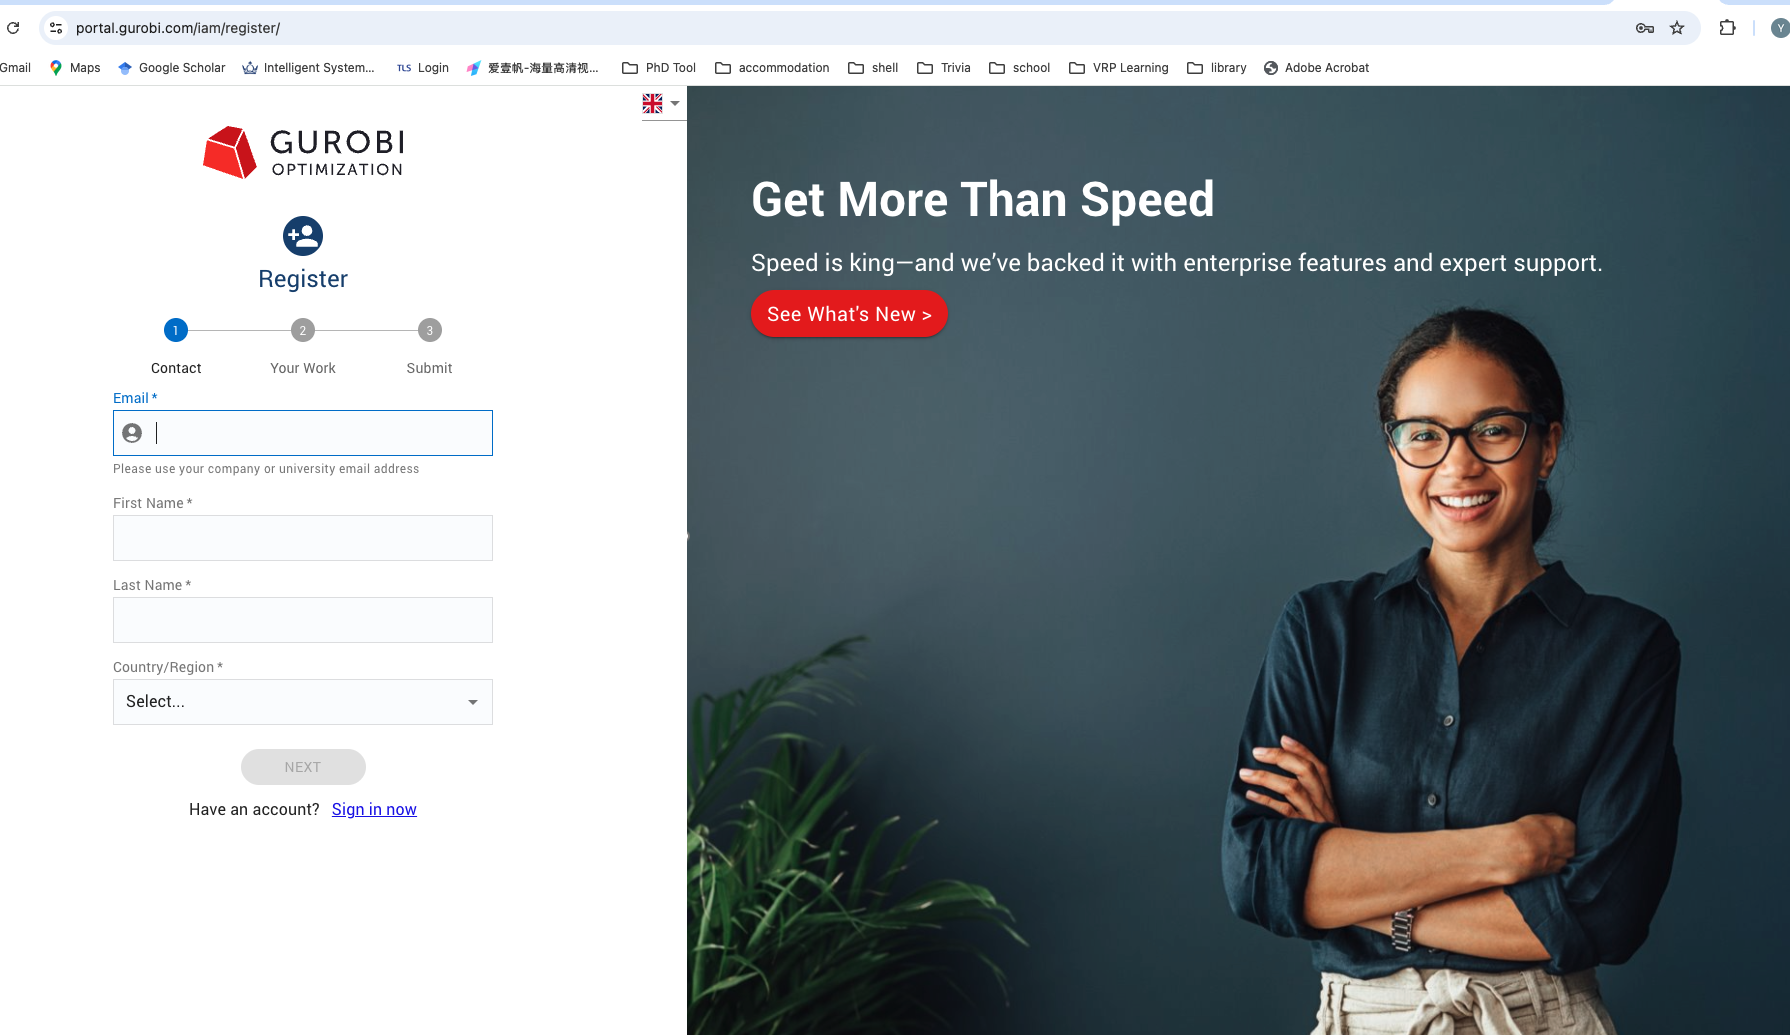 portal.gurobi.com/iam/register/
Y
Gmail Maps Google Scholar Intelligent System... TLS Login 爱壹帆-海量高清视... PhD Tool accommodation shell Trivia school VRP Learning library Adobe Acrobat
GUROBI
OPTIMIZATION
Register
1 2 3
Contact Your Work Submit
Email *
Please use your company or university email address
First Name *
Last Name *
Country/Region *
Select...
NEXT
Have an account? Sign in now
Get More Than Speed
Speed is king—and we’ve backed it with enterprise features and expert support.
See What's New >